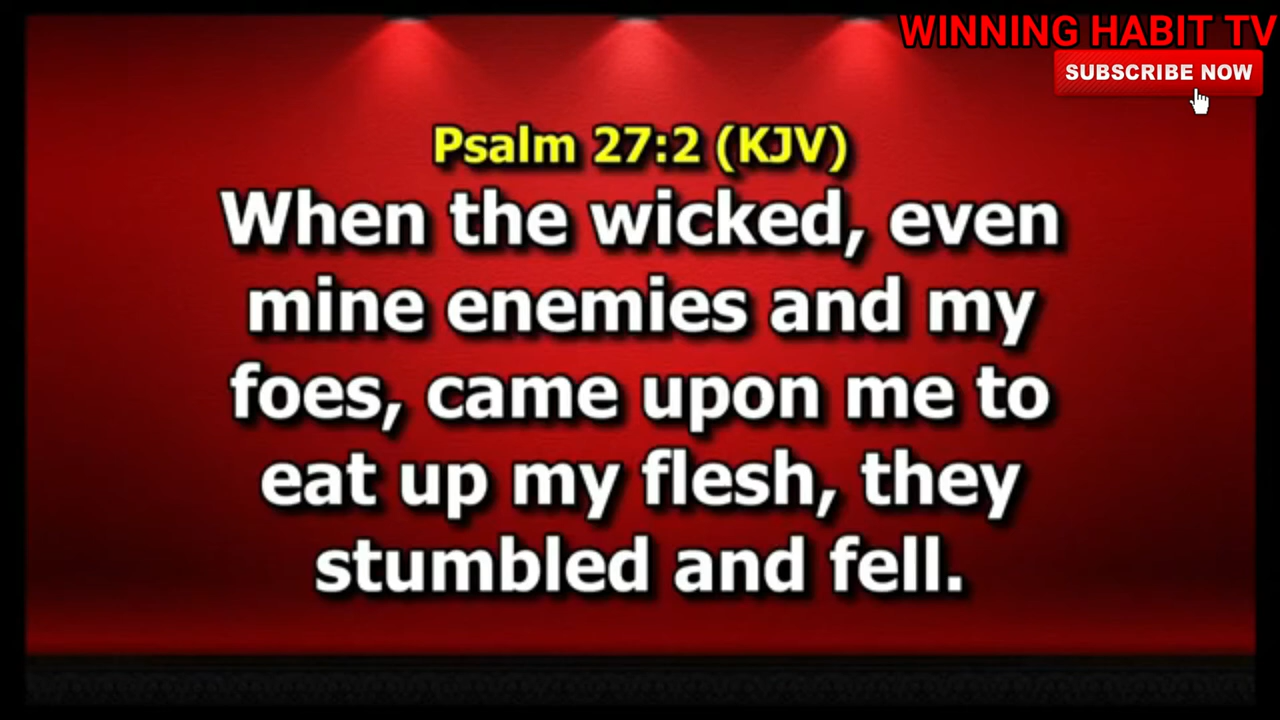 WINNING HABIT TV
SUBSCRIBE NOW
Psalm 27:2 (KJV)
When the wicked, even
mine enemies and my
foes, came upon me to
eat up my flesh, they
stumbled and fell.